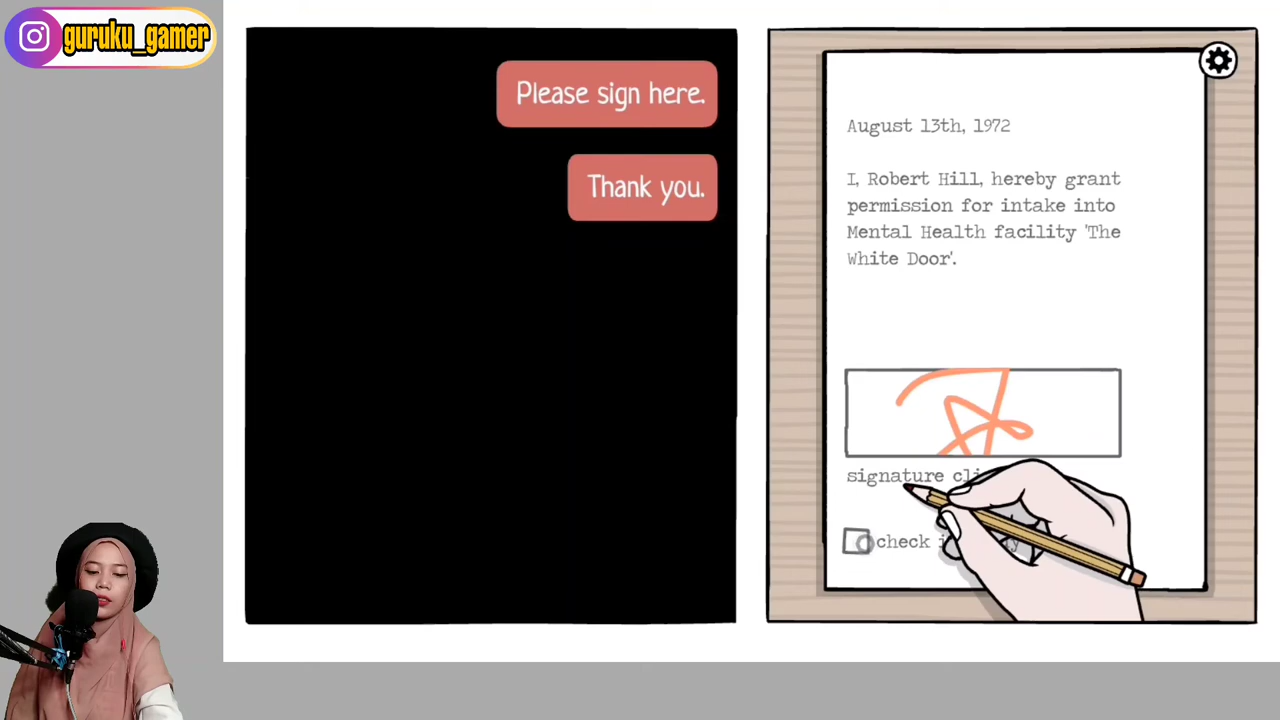 guruku_gamer
Please sign here.
Thank you.
August 13th, 1972
I, Robert Hill, hereby grant
permission for intake into
Mental Health facility 'The
White Door'.
signature
check